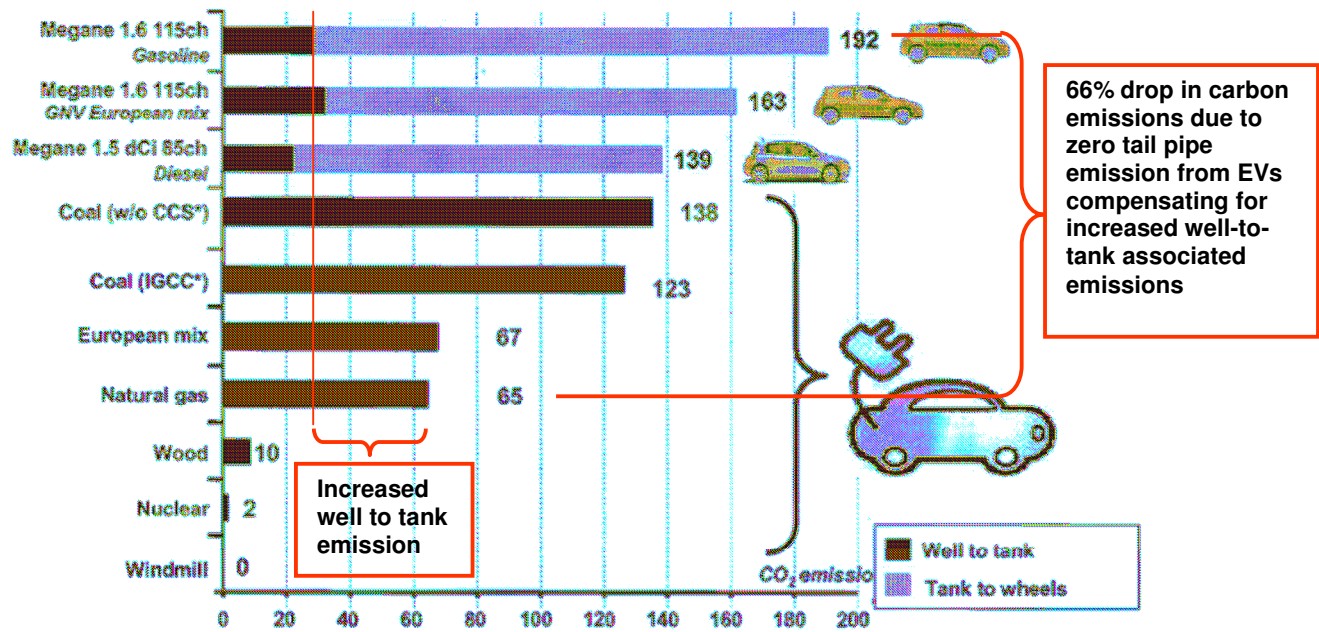 Megane 1.6 115ch
Gasoline
192
Megane 1.6 115ch
GNV European mix
163
Megane 1.5 dCi 85ch
Diesel
139
Coal (w/o CCS*)
138
Coal (IGCC*)
123
European mix
67
Natural gas
65
Wood
10
Nuclear
2
Windmill
0
66% drop in carbon
emissions due to
zero tail pipe
emission from EVs
compensating for
increased well-to-
tank associated
emissions
Increased
well to tank
emission
CO2 emissio
Well to tank
Tank to wheels
0 20 40 60 80 100 120 140 160 180 200